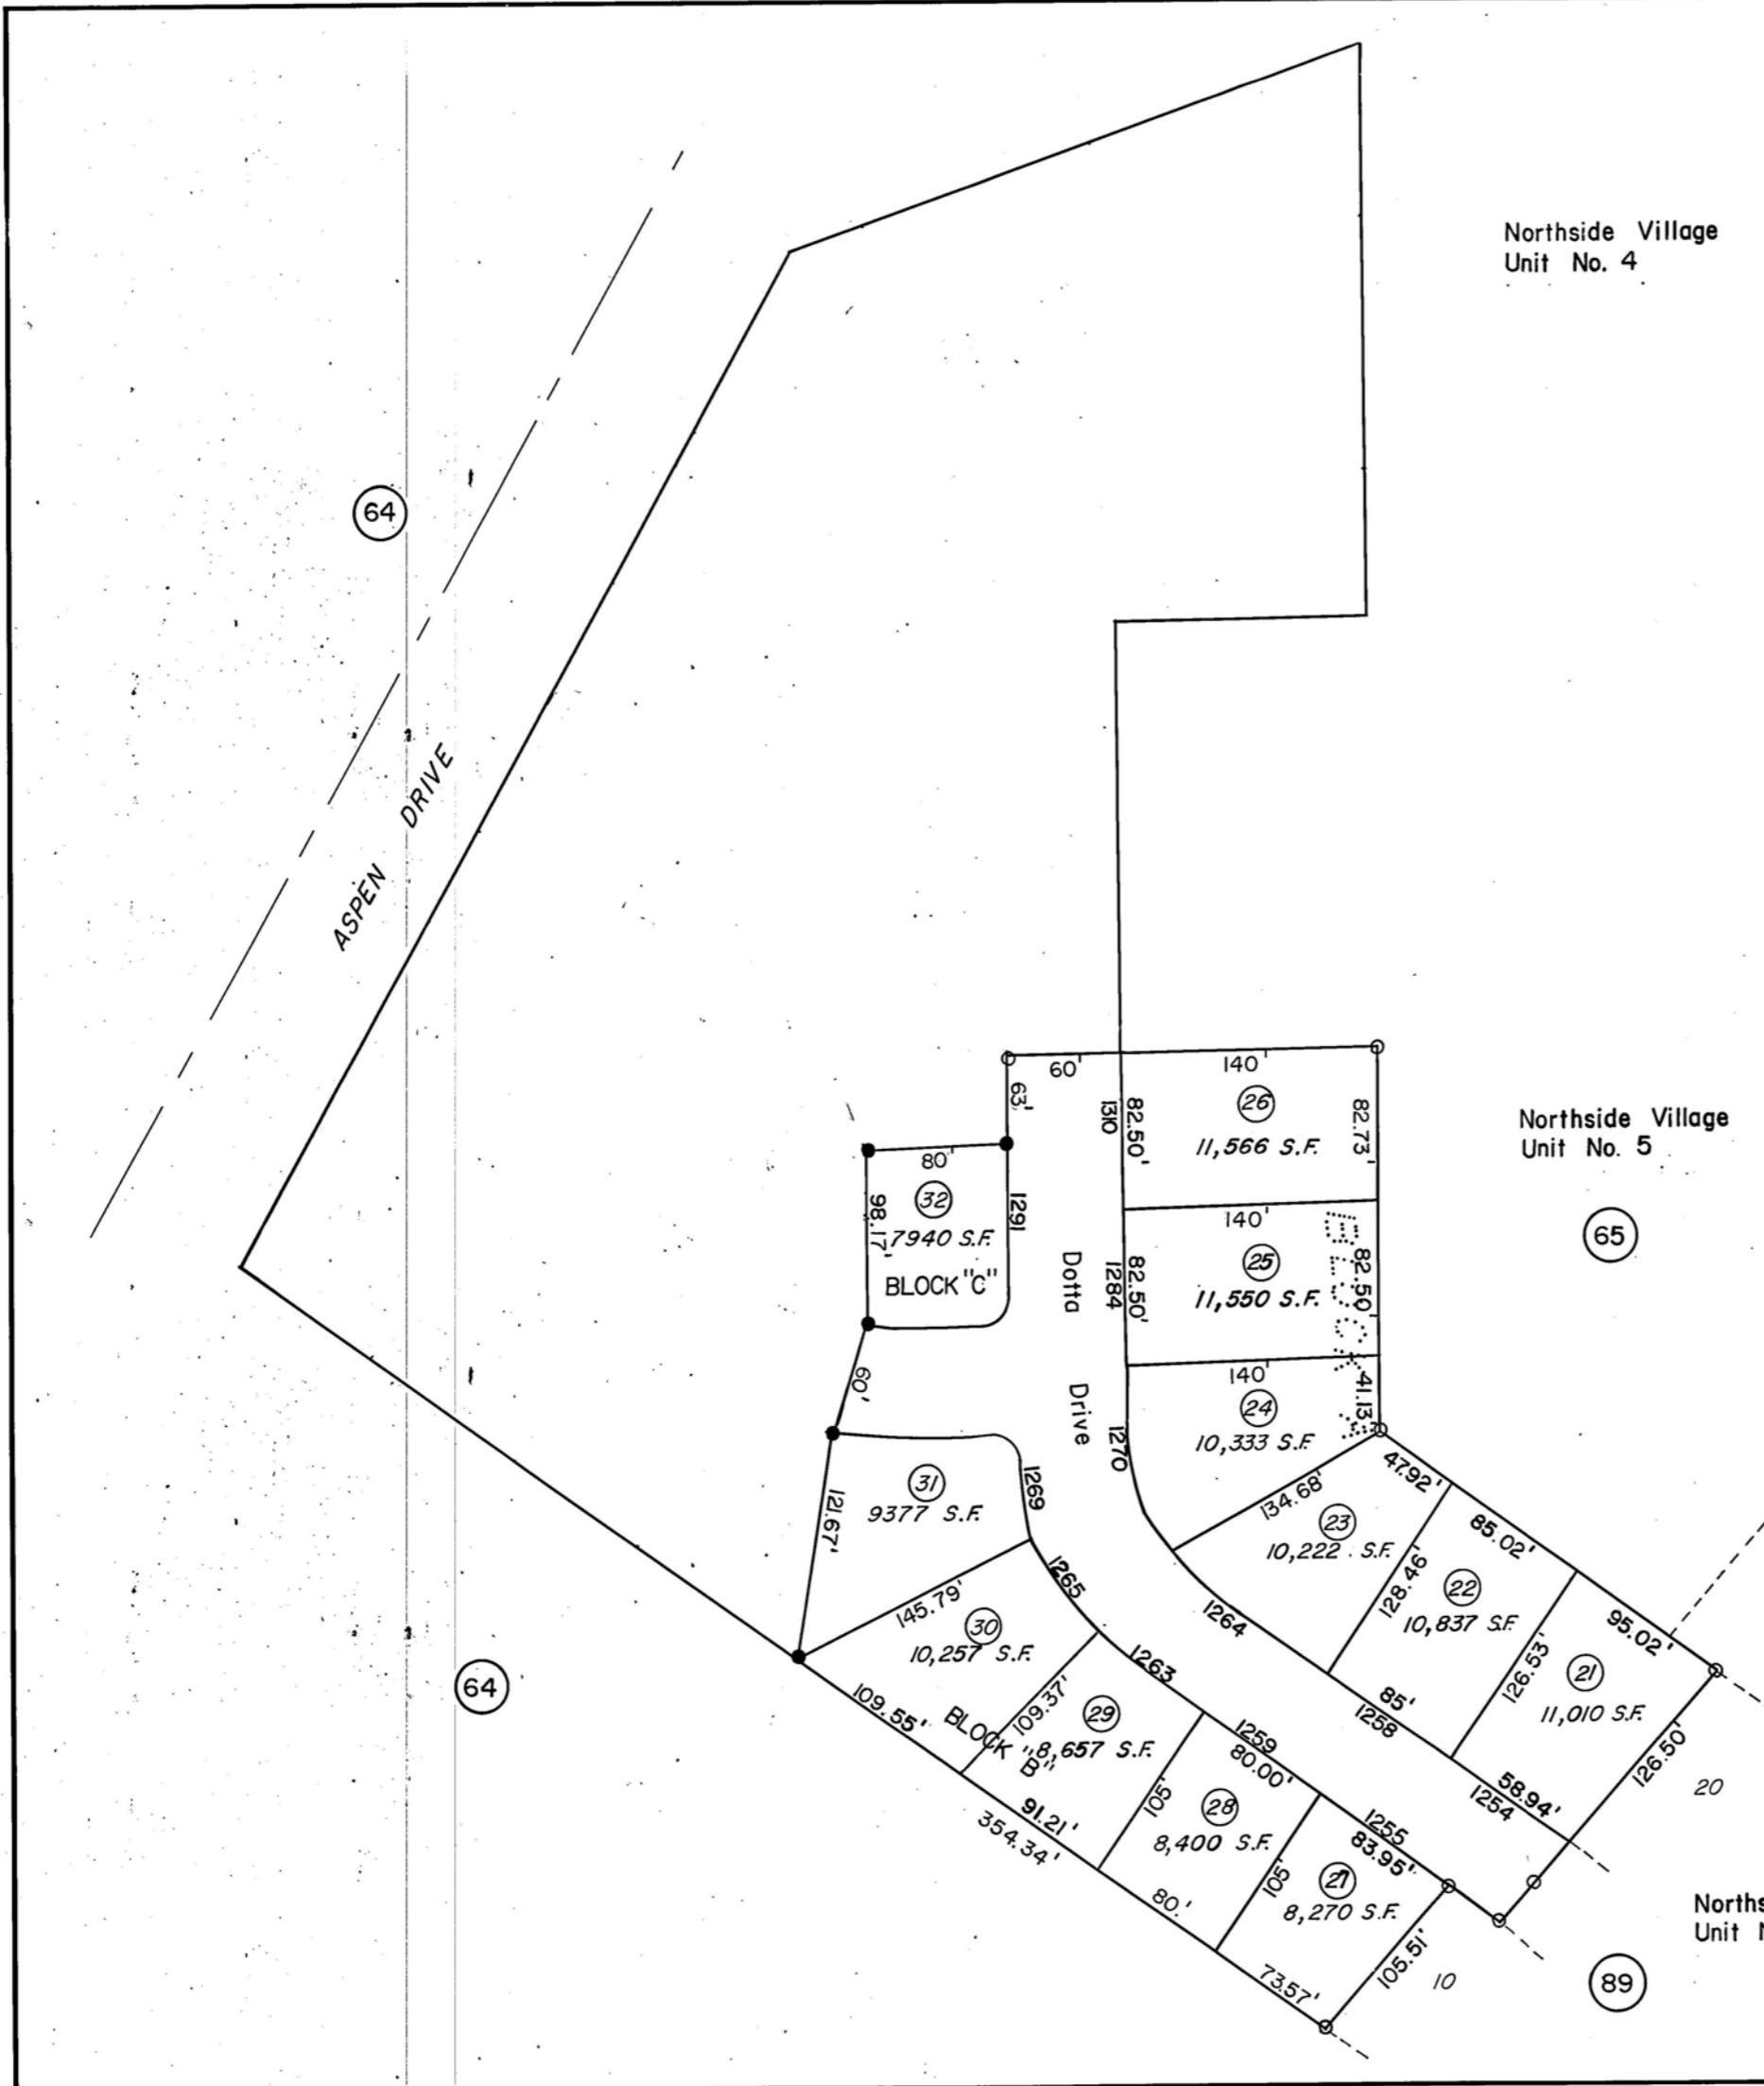 Northside Village
Unit No. 4
64
ASPEN DRIVE
60'
140'
63'
1310
82.50'
26
11,566 S.F.
82.73'
Northside Village
Unit No. 5
65
80'
32
98.17'
7940 S.F.
1291
BLOCK "C"
140'
25
11,550 S.F.
82.50'
1284
82.50'
Dotta Drive
140'
24
10,333 S.F.
41.13'
1270
60'
121.67'
31
9377 S.F.
1269
134.68'
47.92'
23
10,222 S.F.
128.46'
85.02'
22
10,837 S.F.
126.53'
95.02'
21
11,010 S.F.
126.50'
20
1265
145.79'
30
10,257 S.F.
1264
1263
85'
1258
58.94'
1254
64
109.55'
BLOCK "B"
109.37'
29
8,657 S.F.
1259
80.00'
105'
28
8,400 S.F.
1255
83.95'
91.21'
354.34'
80.'
105'
27
8,270 S.F.
73.57'
105.51'
10
89
Norths
Unit